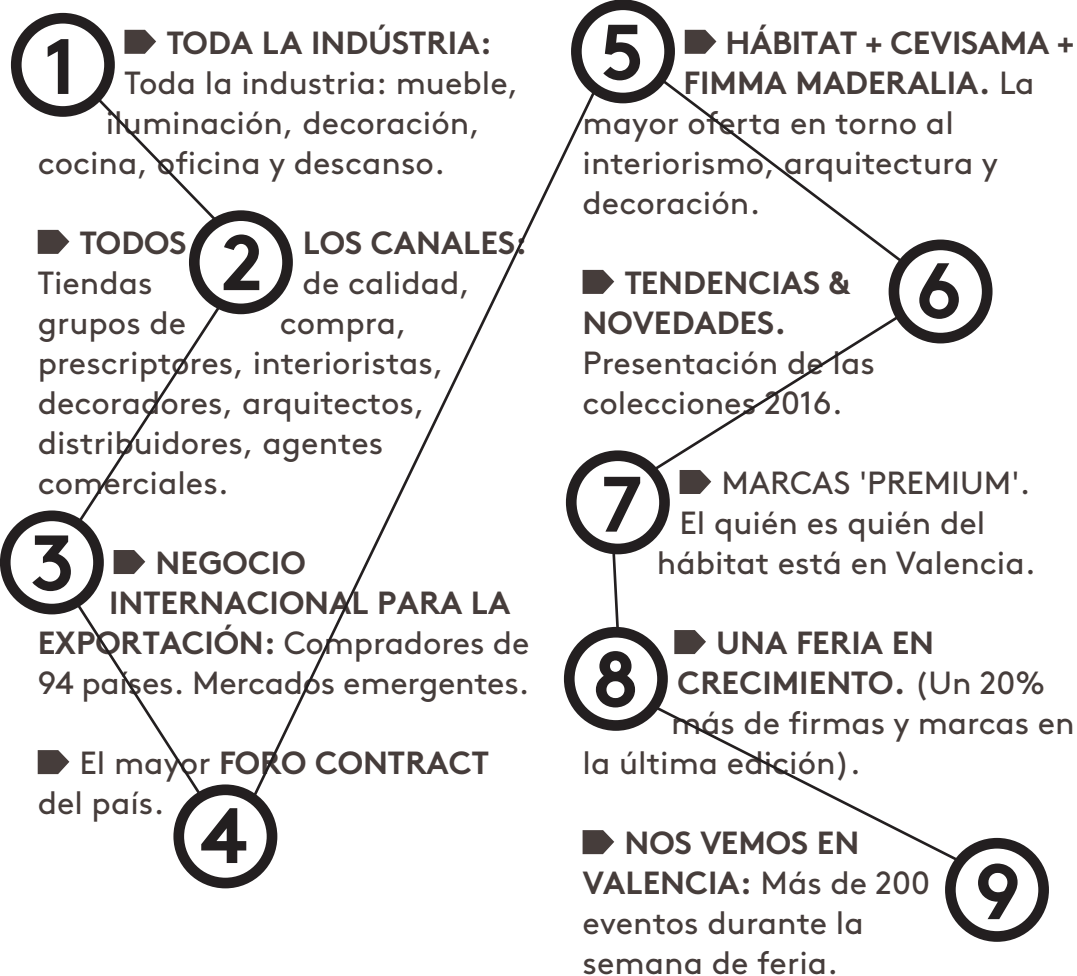 1 TODA LA INDÚSTRIA:
Toda la industria: mueble,
iluminación, decoración,
cocina, oficina y descanso.
TODOS 2 LOS CANALES:
Tiendas de calidad,
grupos de compra,
prescriptores, interioristas,
decoradores, arquitectos,
distribuidores, agentes
comerciales.
3 NEGOCIO
INTERNACIONAL PARA LA
EXPORTACIÓN: Compradores de
94 países. Mercados emergentes.
El mayor FORO CONTRACT
del país.
4
5 HÁBITAT + CEVISAMA +
FIMMA MADERALIA. La
mayor oferta en torno al
interiorismo, arquitectura y
decoración.
6
TENDENCIAS &
NOVEDADES.
Presentación de las
colecciones 2016.
7 MARCAS 'PREMIUM'.
El quién es quién del
hábitat está en Valencia.
8 UNA FERIA EN
CRECIMIENTO. (Un 20%
más de firmas y marcas en
la última edición).
NOS VEMOS EN
VALENCIA: Más de 200 9
eventos durante la
semana de feria.